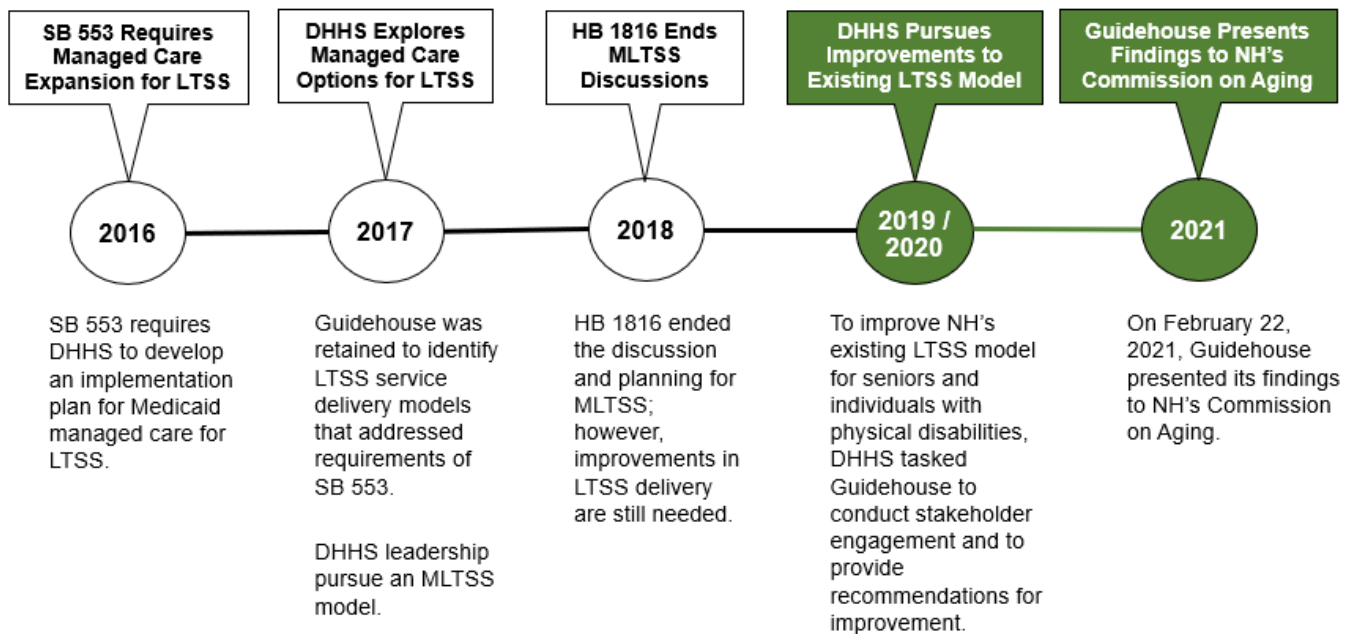 SB 553 Requires
Managed Care
Expansion for LTSS
DHHS Explores
Managed Care
Options for LTSS
HB 1816 Ends
MLTSS
Discussions
DHHS Pursues
Improvements to
Existing LTSS Model
Guidehouse Presents
Findings to NH's
Commission on Aging
2016
2017
2018
2019 /
2020
2021
SB 553 requires
DHHS to develop
an implementation
plan for Medicaid
managed care for
LTSS.
Guidehouse was
retained to identify
LTSS service
delivery models
that addressed
requirements of
SB 553.
DHHS leadership
pursue an MLTSS
model.
HB 1816 ended
the discussion
and planning for
MLTSS;
however,
improvements in
LTSS delivery
are still needed.
To improve NH's
existing LTSS model
for seniors and
individuals with
physical disabilities,
DHHS tasked
Guidehouse to
conduct stakeholder
engagement and to
provide
recommendations for
improvement.
On February 22,
2021, Guidehouse
presented its findings
to NH's Commission
on Aging.